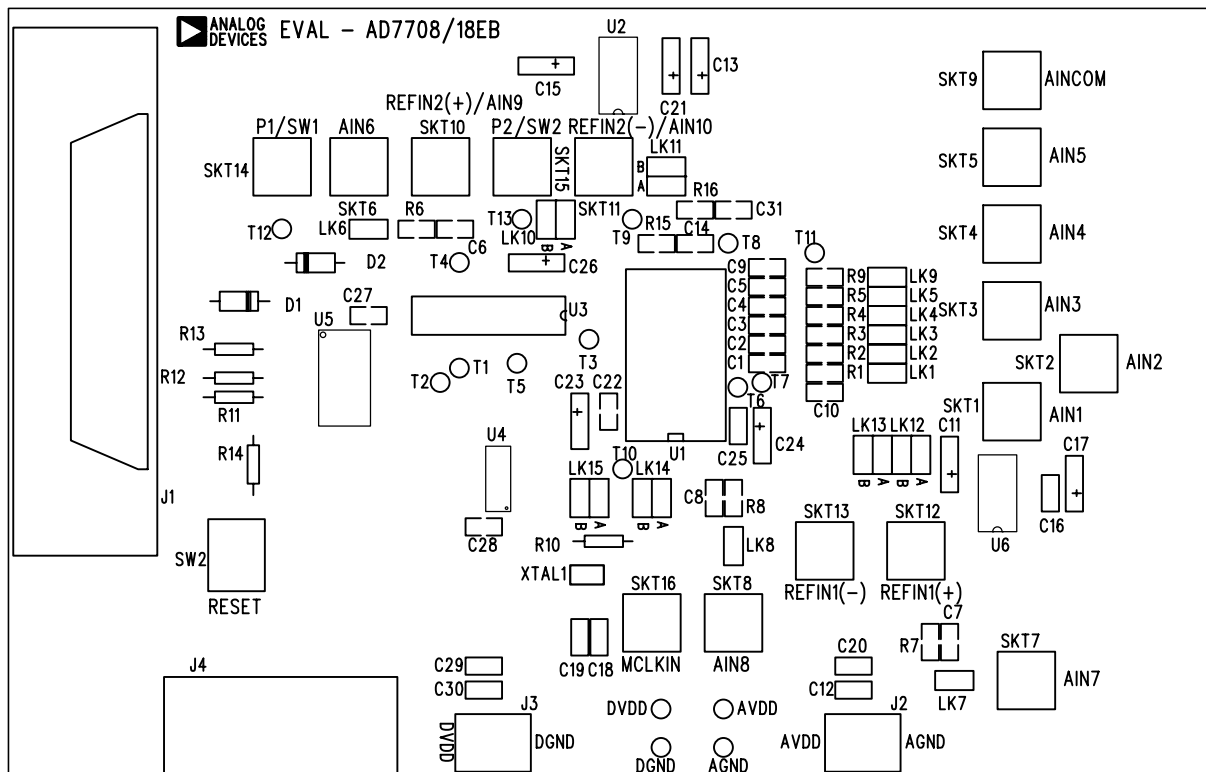 ANALOG
DEVICES
EVAL - AD7708/18EB
U2
C15
C21
C13
SKT9
AINCOM
REFIN2(+)/AIN9
P1/SW1
AIN6
SKT10
P2/SW2
REFIN2(-)/AIN10
LK11
B
A
SKT14
SKT15
SKT5
AIN5
SKT6
LK6
R6
C6
T13
SKT11
R16
C31
T12
LK10
B
A
T9
R15
C14
T8
T11
SKT4
AIN4
D2
T4
C26
C9
R9
LK9
C5
R5
LK5
D1
C27
U3
C4
R4
LK4
SKT3
AIN3
U5
C3
R3
LK3
R13
T3
C2
R2
LK2
SKT2
AIN2
R12
T2
T1
T5
C1
T7
R1
LK1
R11
C23
C22
T6
C10
SKT1
AIN1
R14
U4
T10
U1
C25
C24
LK13
LK12
C11
C17
LK15
LK14
B
A
B
A
J1
B
A
B
A
C8
R8
SKT13
SKT12
C16
U6
C28
R10
LK8
SW2
XTAL1
RESET
SKT16
SKT8
REFIN1(-)
REFIN1(+)
C7
R7
SKT7
C19
C18
MCLKIN
AIN8
C20
AIN7
J4
C29
C30
C12
LK7
J3
DVDD
DGND
DVDD
AVDD
J2
AVDD
AGND
DGND
AGND